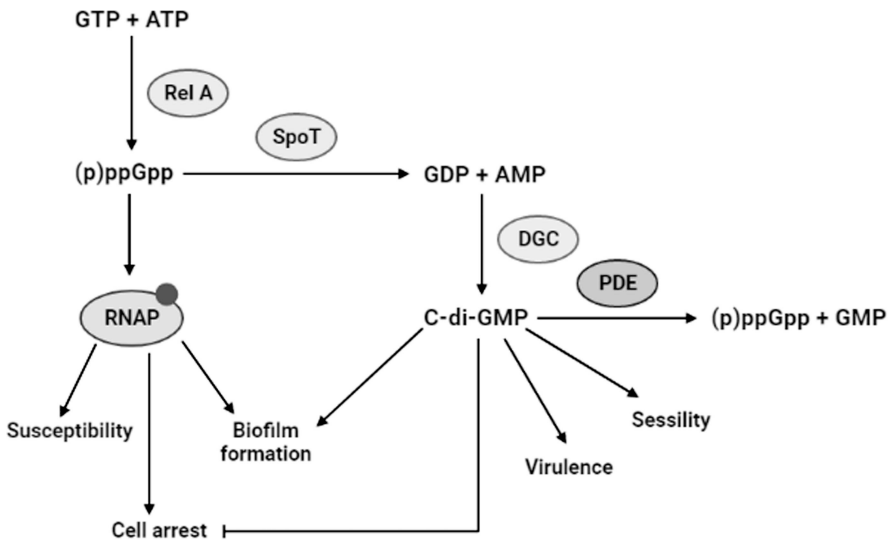 GTP + ATP
Rel A
SpoT
(p)ppGpp
GDP + AMP
DGC
PDE
RNAP
C-di-GMP
(p)ppGpp + GMP
Susceptibility
Biofilm
formation
Sessility
Virulence
Cell arrest